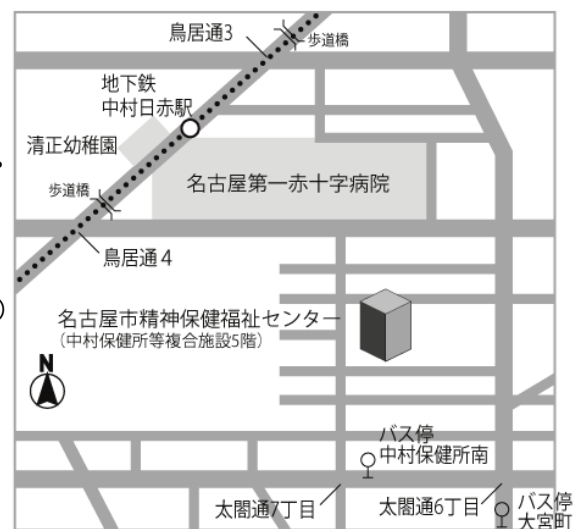 鳥居通3
歩道橋
地下鉄
中村日赤駅
清正幼稚園
名古屋第一赤十字病院
歩道橋
鳥居通4
名古屋市精神保健福祉センター
(中村保健所等複合施設5階)
N
バス停
中村保健所南
太閤通7丁目
太閤通6丁目
バス停
大宮町